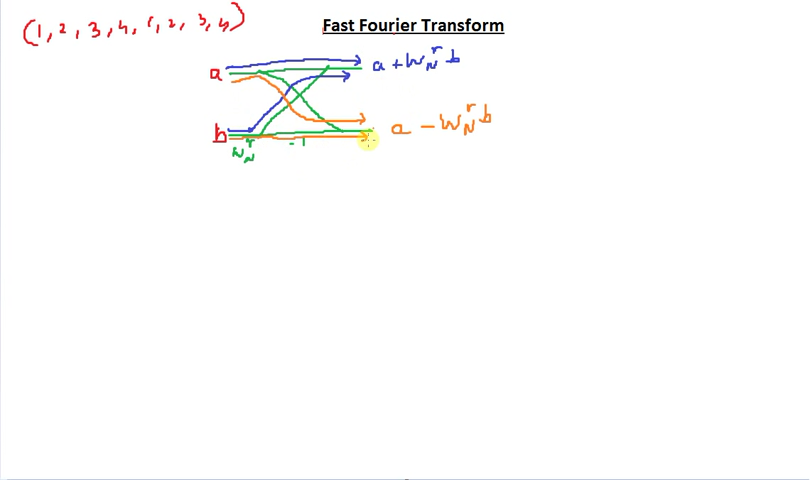 Fast Fourier Transform
(1, 2, 3, 4, 1, 2, 3, 4)
a
a + W_N^r b
b
a - W_N^r b
W_N^r
-1